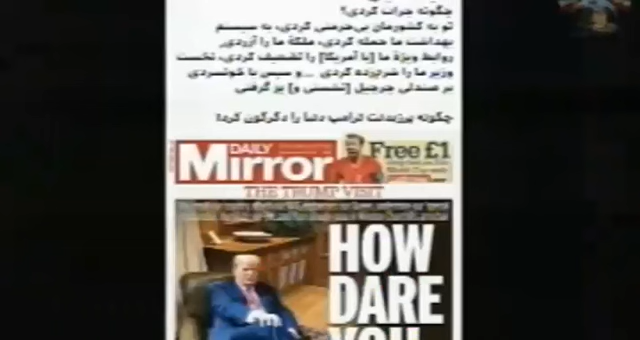 چگونه جرات کردی؟
تو به کشورمان بی‌حرمتی کردی، به سیستم
بهداشت ما حمله کردی، ملکهٔ ما را آزردی
روابط ویژهٔ ما [با آمریکا] را تضعیف کردی، نخست
وزیر ما را شرم‌زده کردی ...و سپس با خونسردی
بر صندلی چرچیل [نشستی و] پز گرفتی
چگونه پرزیدنت ترامپ دنیا را دگرگون کرد!
DAILY
Mirror
Free £1
THE TRUMP VISIT
HOW
DARE
YOU